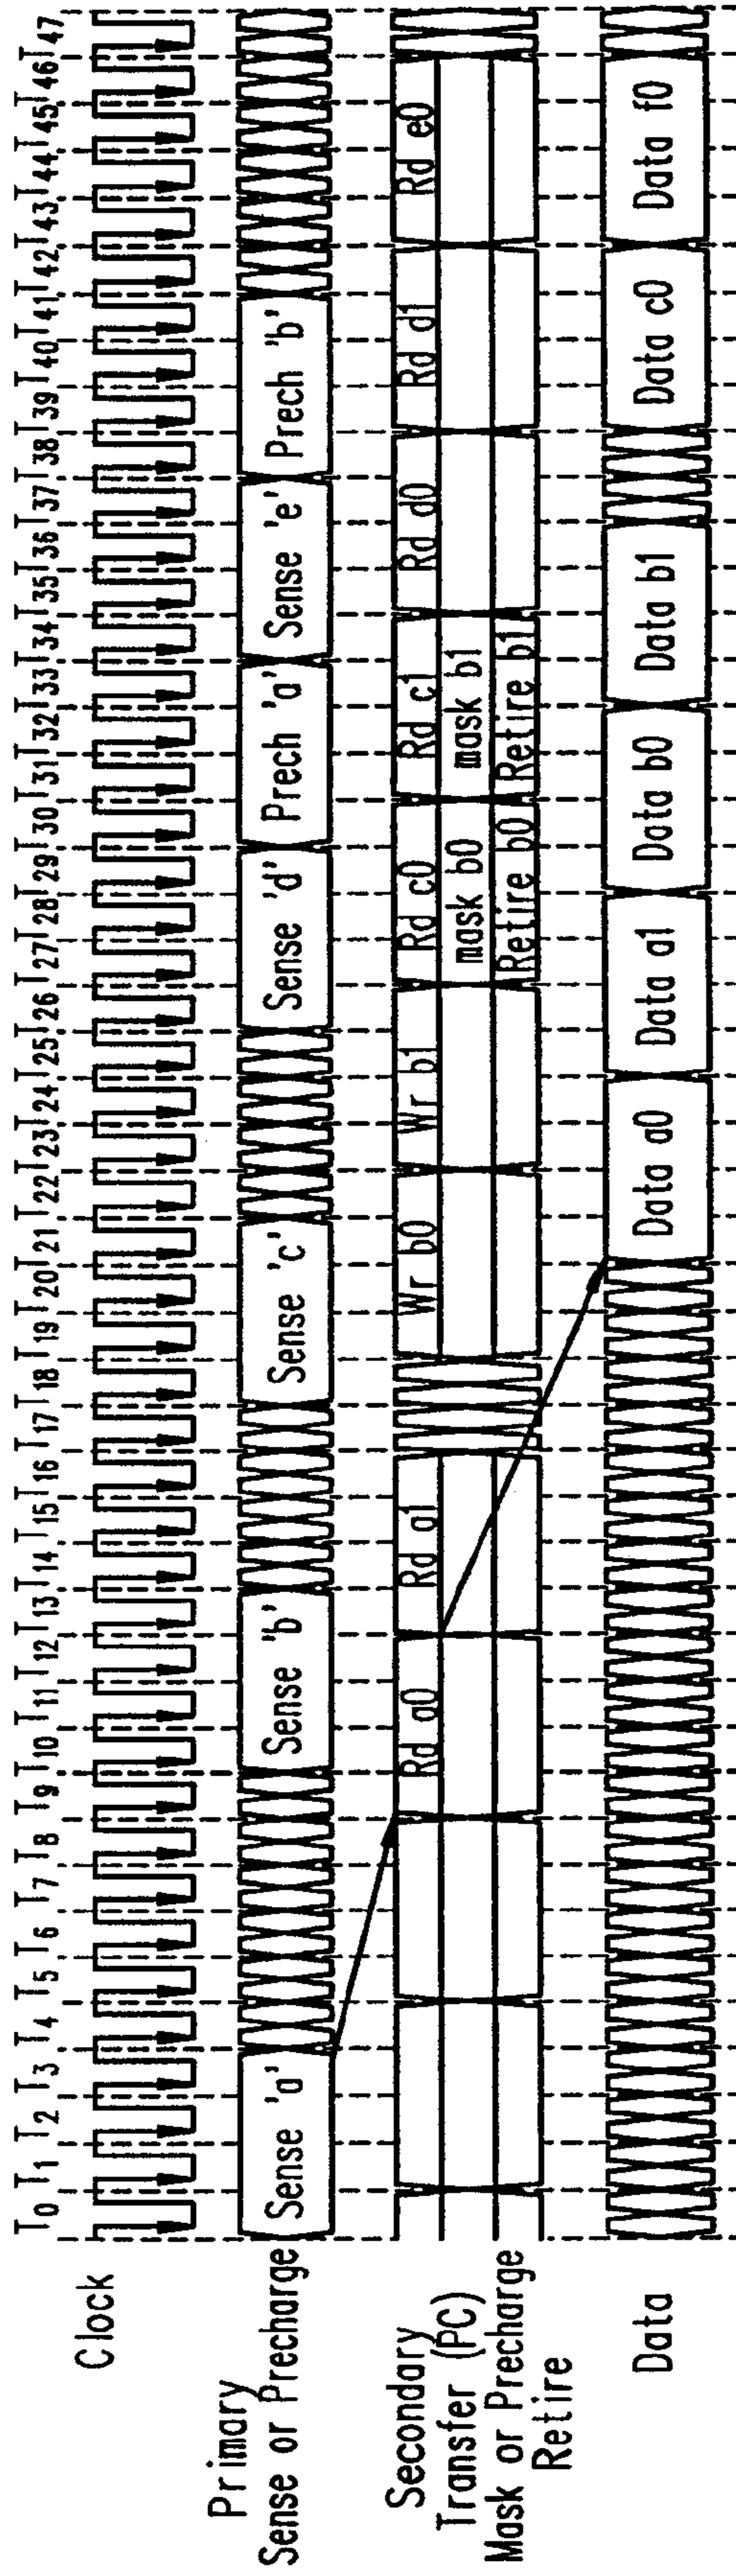 T0 T1 T2 T3 T4 T5 T6 T7 T8 T9 T10 T11 T12 T13 T14 T15 T16 T17 T18 T19 T20 T21 T22 T23 T24 T25 T26 T27 T28 T29 T30 T31 T32 T33 T34 T35 T36 T37 T38 T39 T40 T41 T42 T43 T44 T45 T46 T47
Clock
Primary
Sense or Precharge
Sense 'a' Sense 'b' Sense 'c' Sense 'd' Prech 'a' Sense 'e' Prech 'b'
Secondary
Transfer (PC)
Mask or Precharge
Retire
Rd a0 Rd a1 Wr b0 Wr b1 Rd c0 Rd c1 Rd d0 Rd d1 Rd e0
mask b0 mask b1
Retire b0 Retire b1
Data
Data a0 Data a1 Data b0 Data b1 Data c0 Data f0